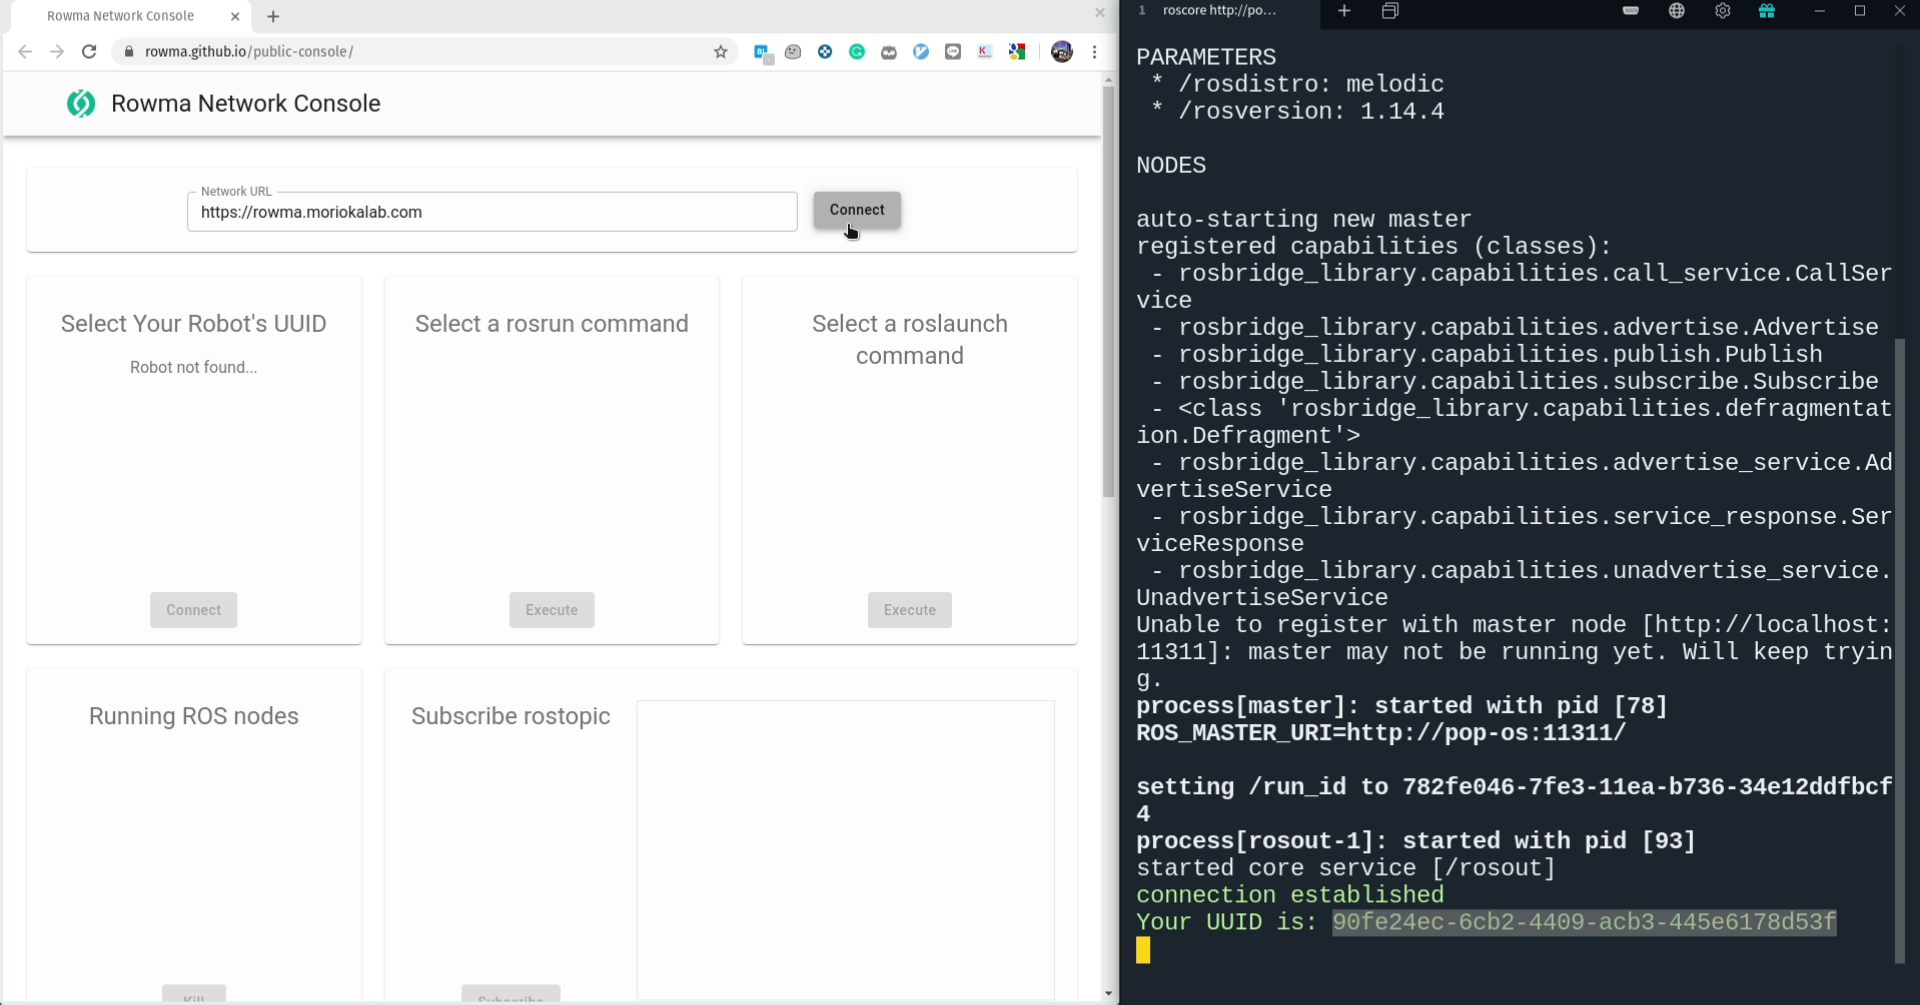 Rowma Network Console
rowma.github.io/public-console/
Rowma Network Console
Network URL
https://rowma.moriokalab.com
Connect
Select Your Robot's UUID
Robot not found...
Connect
Select a rosrun command
Execute
Select a roslaunch
command
Execute
Running ROS nodes
Kill
Subscribe rostopic
Subscribe
1 roscore http://po...
PARAMETERS
* /rosdistro: melodic
* /rosversion: 1.14.4
NODES
auto-starting new master
registered capabilities (classes):
- rosbridge_library.capabilities.call_service.CallSer
vice
- rosbridge_library.capabilities.advertise.Advertise
- rosbridge_library.capabilities.publish.Publish
- rosbridge_library.capabilities.subscribe.Subscribe
- <class 'rosbridge_library.capabilities.defragmentat
ion.Defragment'>
- rosbridge_library.capabilities.advertise_service.Ad
vertiseService
- rosbridge_library.capabilities.service_response.Ser
viceResponse
- rosbridge_library.capabilities.unadvertise_service.
UnadvertiseService
Unable to register with master node [http://localhost:
11311]: master may not be running yet. Will keep tryin
g.
process[master]: started with pid [78]
ROS_MASTER_URI=http://pop-os:11311/
setting /run_id to 782fe046-7fe3-11ea-b736-34e12ddfbcf
4
process[rosout-1]: started with pid [93]
started core service [/rosout]
connection established
Your UUID is: 90fe24ec-6cb2-4409-acb3-445e6178d53f